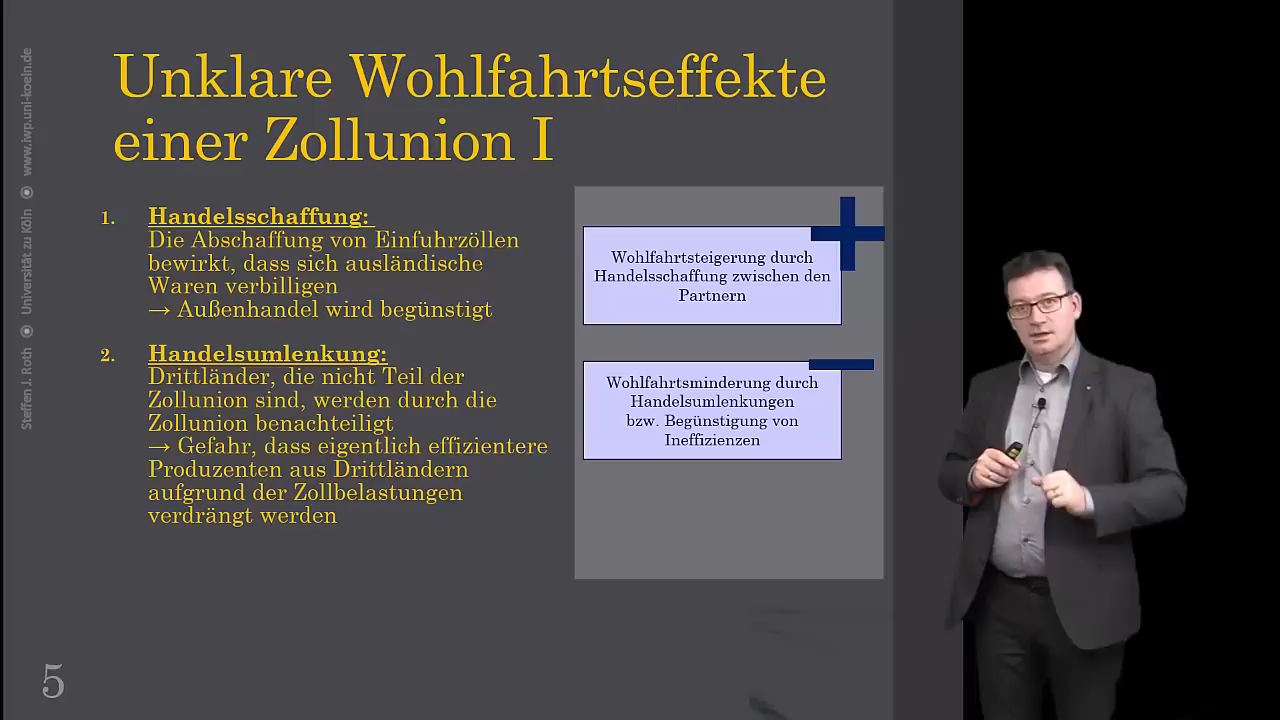 Unklare Wohlfahrtseffekte
einer Zollunion I
1. Handelsschaffung:
Die Abschaffung von Einfuhrzöllen
bewirkt, dass sich ausländische
Waren verbilligen
→ Außenhandel wird begünstigt
2. Handelsumlenkung:
Drittländer, die nicht Teil der
Zollunion sind, werden durch die
Zollunion benachteiligt
→ Gefahr, dass eigentlich effizientere
Produzenten aus Drittländern
aufgrund der Zollbelastungen
verdrängt werden
Wohlfahrtsteigerung durch
Handelsschaffung zwischen den
Partnern
Wohlfahrtsminderung durch
Handelsumlenkungen
bzw. Begünstigung von
Ineffizienzen
Steffen J. Roth ◉ Universität zu Köln ◉ www.iwp.uni-koeln.de
5